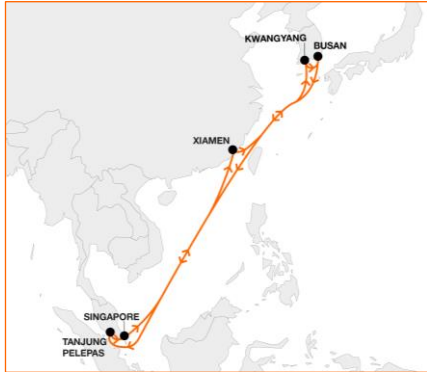 KWANGYANG
BUSAN
XIAMEN
SINGAPORE
TANJUNG
PELEPAS